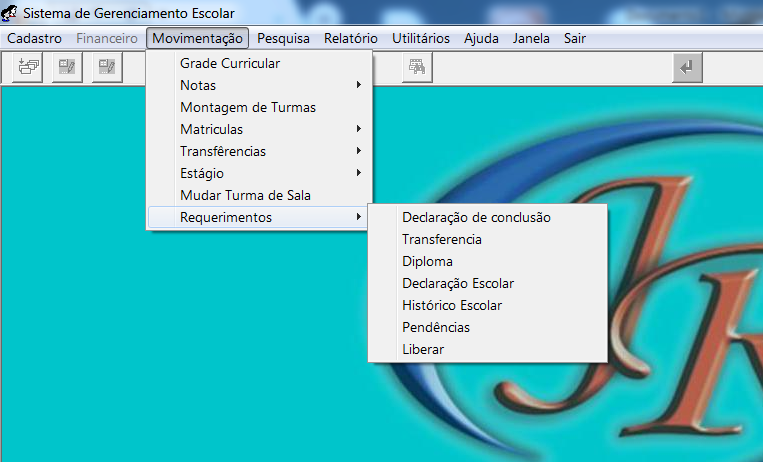 Sistema de Gerenciamento Escolar
Cadastro Financeiro Movimentação Pesquisa Relatório Utilitários Ajuda Janela Sair
Grade Curricular
Notas
Montagem de Turmas
Matriculas
Transfêrencias
Estágio
Mudar Turma de Sala
Requerimentos
Declaração de conclusão
Transferencia
Diploma
Declaração Escolar
Histórico Escolar
Pendências
Liberar